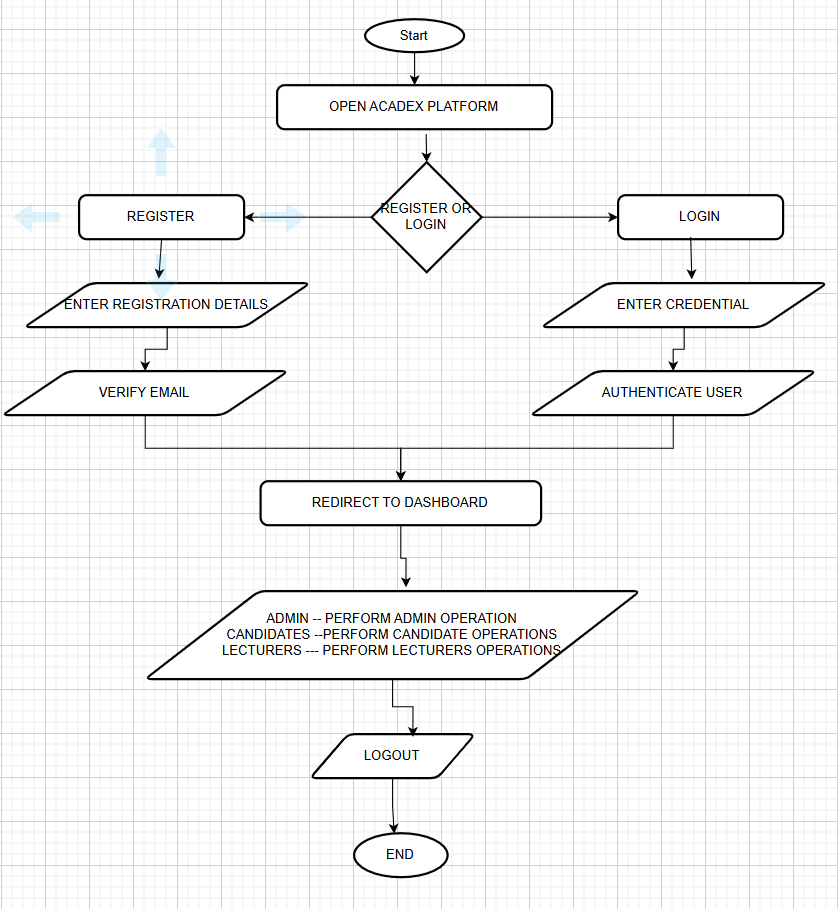 Start
OPEN ACADEX PLATFORM
REGISTER OR
LOGIN
REGISTER
LOGIN
ENTER REGISTRATION DETAILS
ENTER CREDENTIAL
VERIFY EMAIL
AUTHENTICATE USER
REDIRECT TO DASHBOARD
ADMIN -- PERFORM ADMIN OPERATION
CANDIDATES --PERFORM CANDIDATE OPERATIONS
LECTURERS --- PERFORM LECTURERS OPERATIONS
LOGOUT
END